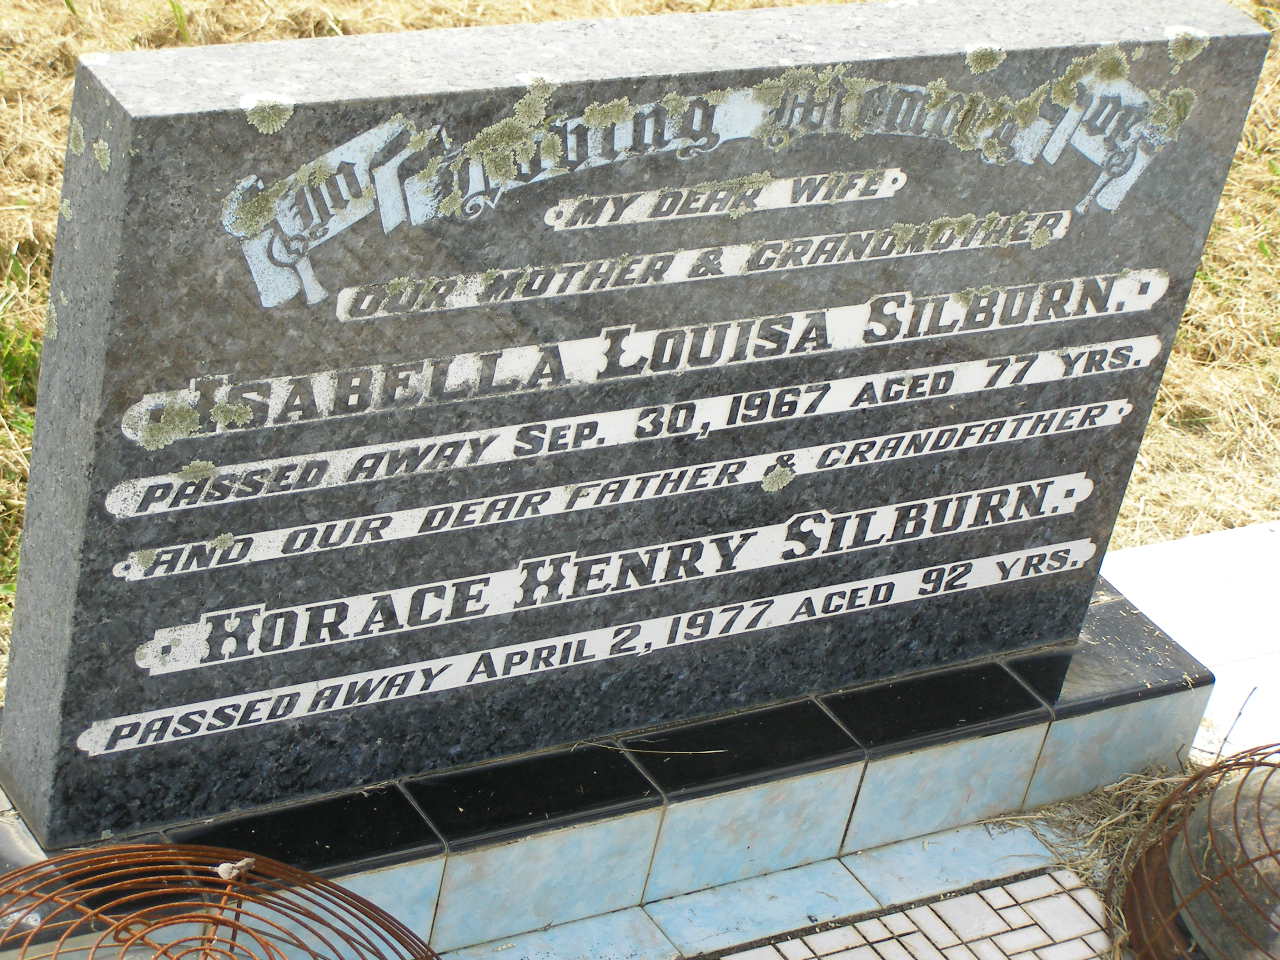 In Loving Memory Of
MY DEAR WIFE
OUR MOTHER & GRANDMOTHER
ISABELLA LOUISA SILBURN.
PASSED AWAY SEP. 30, 1967 AGED 77 YRS.
AND OUR DEAR FATHER & GRANDFATHER
HORACE HENRY SILBURN.
PASSED AWAY APRIL 2, 1977 AGED 92 YRS.